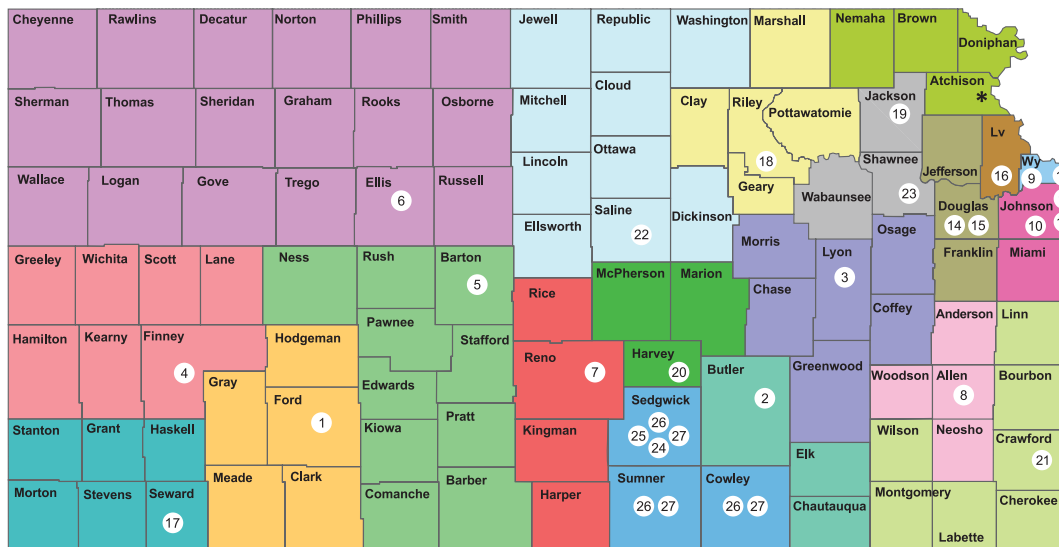 Cheyenne Rawlins Decatur Norton Phillips Smith Jewell Republic Washington Marshall Nemaha Brown Doniphan
Atchison
*
Sherman Thomas Sheridan Graham Rooks Osborne Mitchell Cloud Clay Riley Pottawatomie Jackson
19
Lv
16
Wy
9
Lincoln Ottawa
18
Geary
Shawnee
23
Jefferson
Wallace Logan Gove Trego Ellis Russell
6
Ellsworth
Saline
22
Dickinson
Wabaunsee
Douglas
14 15
Johnson
10
Greeley Wichita Scott Lane Ness Rush Barton
5
Rice
McPherson Marion
Morris
Chase
Lyon
3
Osage
Franklin
Miami
Coffey
Hamilton Kearny Finney
4
Hodgeman
Pawnee
Stafford
Reno
7
Harvey
20
Butler
2
Greenwood
Anderson
Linn
Gray
Ford
1
Edwards
Sedgwick
26
25 27
24
Woodson
Allen
8
Bourbon
Stanton Grant Haskell
Kiowa
Pratt
Kingman
Elk
Wilson
Neosho
Crawford
21
Morton Stevens Seward
17
Meade
Clark
Comanche
Barber
Harper
Sumner
26 27
Cowley
26 27
Chautauqua
Montgomery
Labette
Cherokee